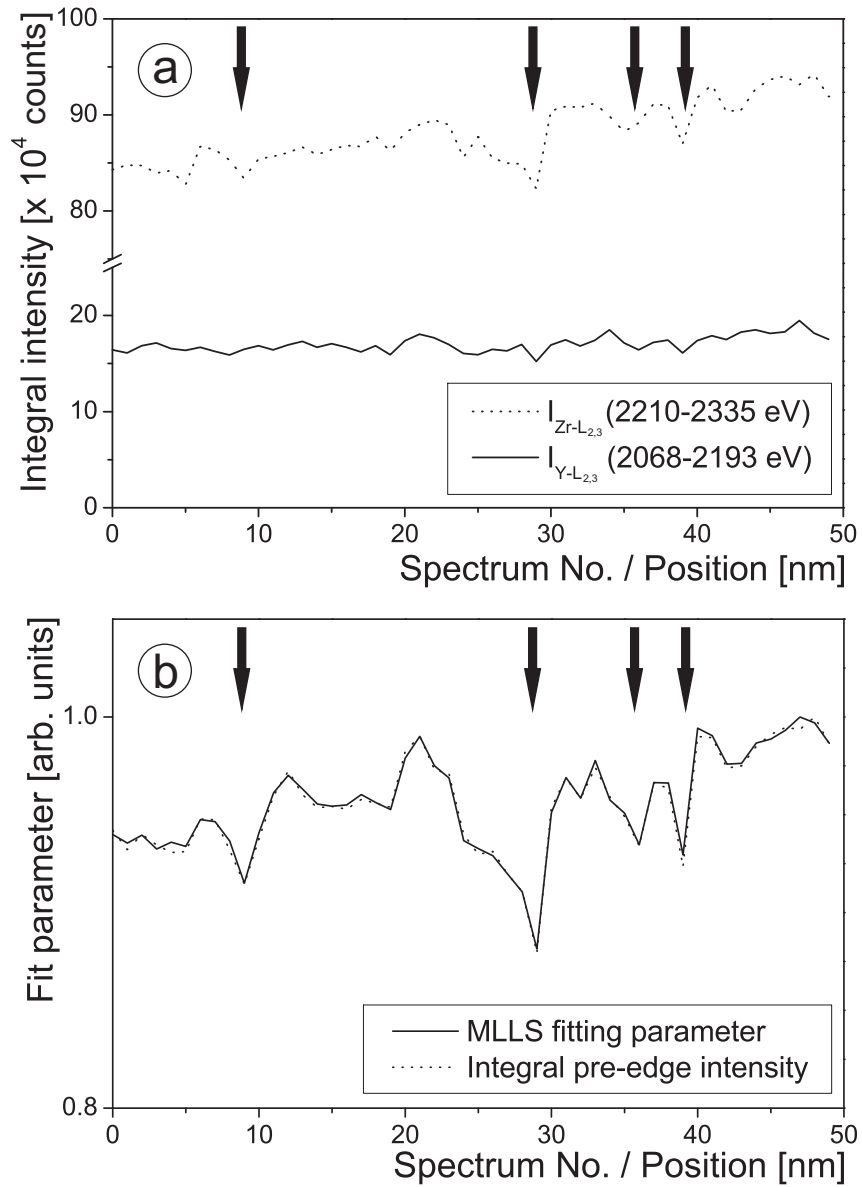 a
Integral intensity [x 10⁴ counts]
100
90
80
20
10
0
I Zr-L2,3 (2210-2335 eV)
I Y-L2,3 (2068-2193 eV)
0 10 20 30 40 50
Spectrum No. / Position [nm]
b
Fit parameter [arb. units]
1.0
0.8
MLLS fitting parameter
Integral pre-edge intensity
0 10 20 30 40 50
Spectrum No. / Position [nm]